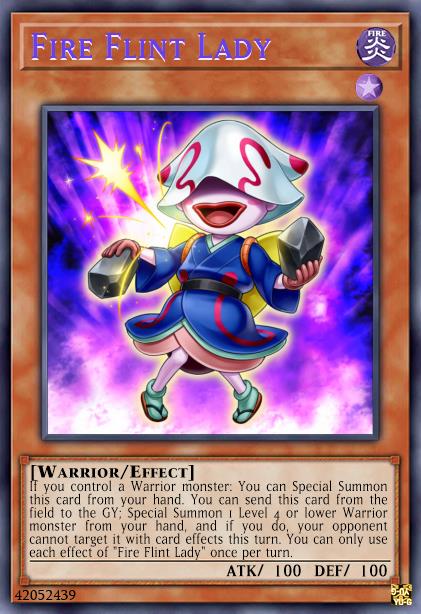 FIRE FLINT LADY
FIRE
炎
[WARRIOR/EFFECT]
If you control a Warrior monster: You can Special Summon
this card from your hand. You can send this card from the
field to the GY; Special Summon 1 Level 4 or lower Warrior
monster from your hand, and if you do, your opponent
cannot target it with card effects this turn. You can only use
each effect of "Fire Flint Lady" once per turn.
ATK/ 100 DEF/ 100
42052439